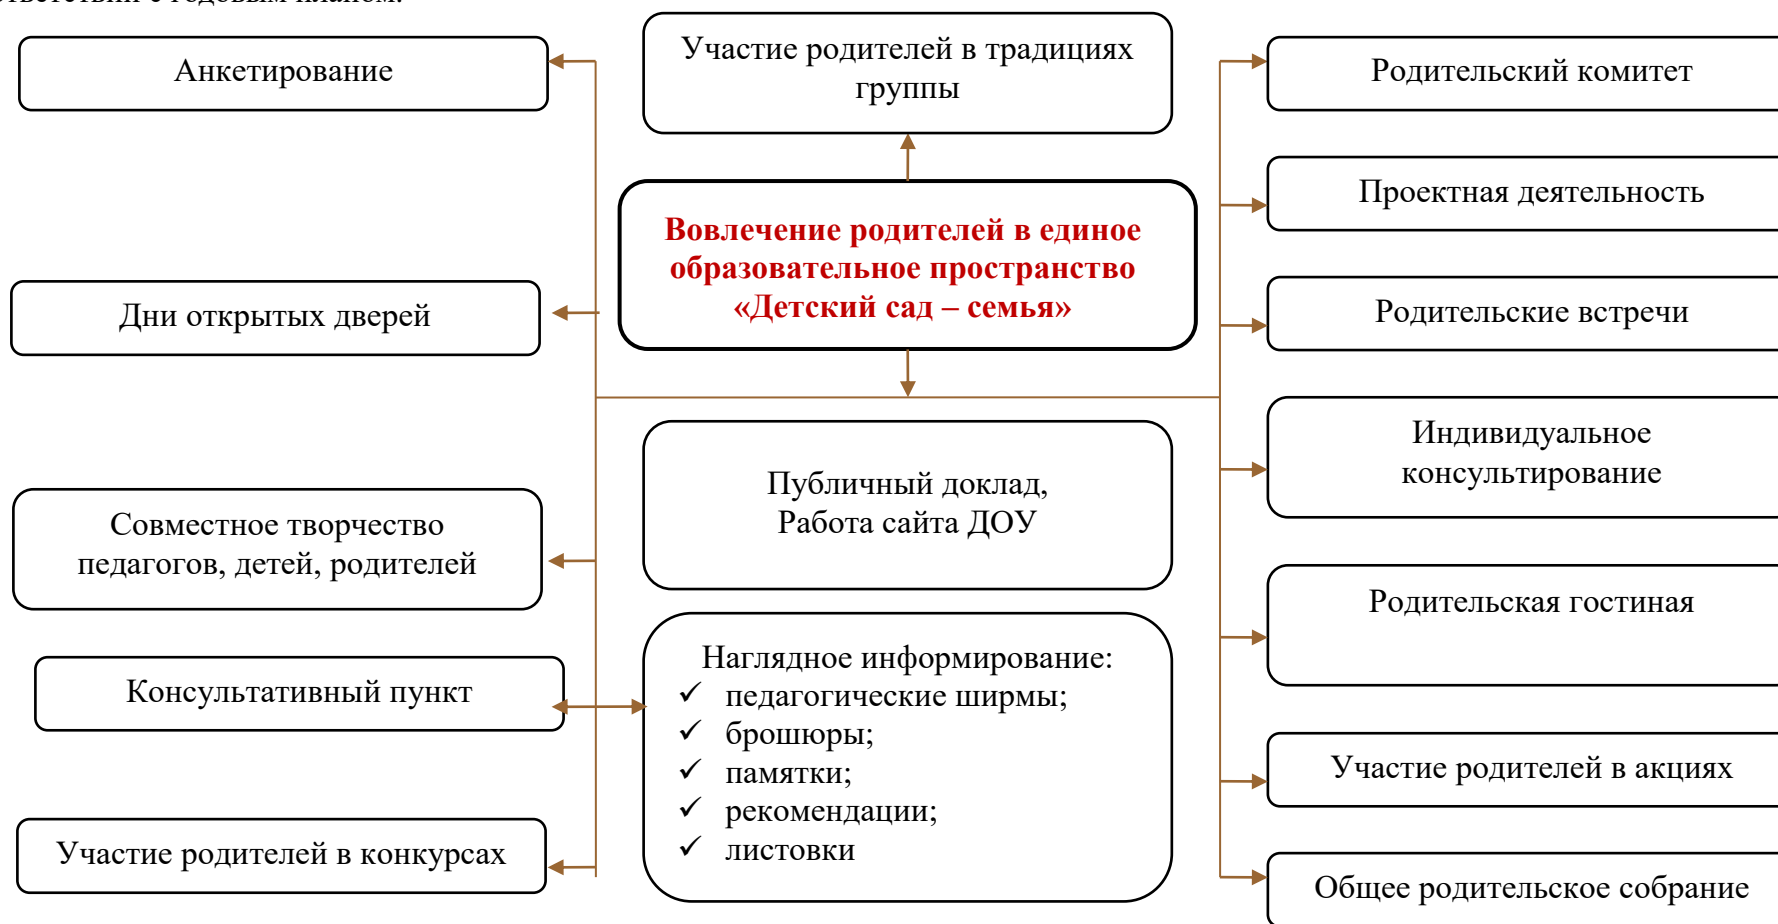 с годовым планом.
Анкетирование
Участие родителей в традициях
группы
Родительский комитет
Проектная деятельность
Вовлечение родителей в единое
образовательное пространство
«Детский сад – семья»
Дни открытых дверей
Родительские встречи
Индивидуальное
консультирование
Публичный доклад,
Работа сайта ДОУ
Совместное творчество
педагогов, детей, родителей
Родительская гостиная
Наглядное информирование:
✓ педагогические ширмы;
✓ брошюры;
✓ памятки;
✓ рекомендации;
✓ листовки
Консультативный пункт
Участие родителей в акциях
Участие родителей в конкурсах
Общее родительское собрание